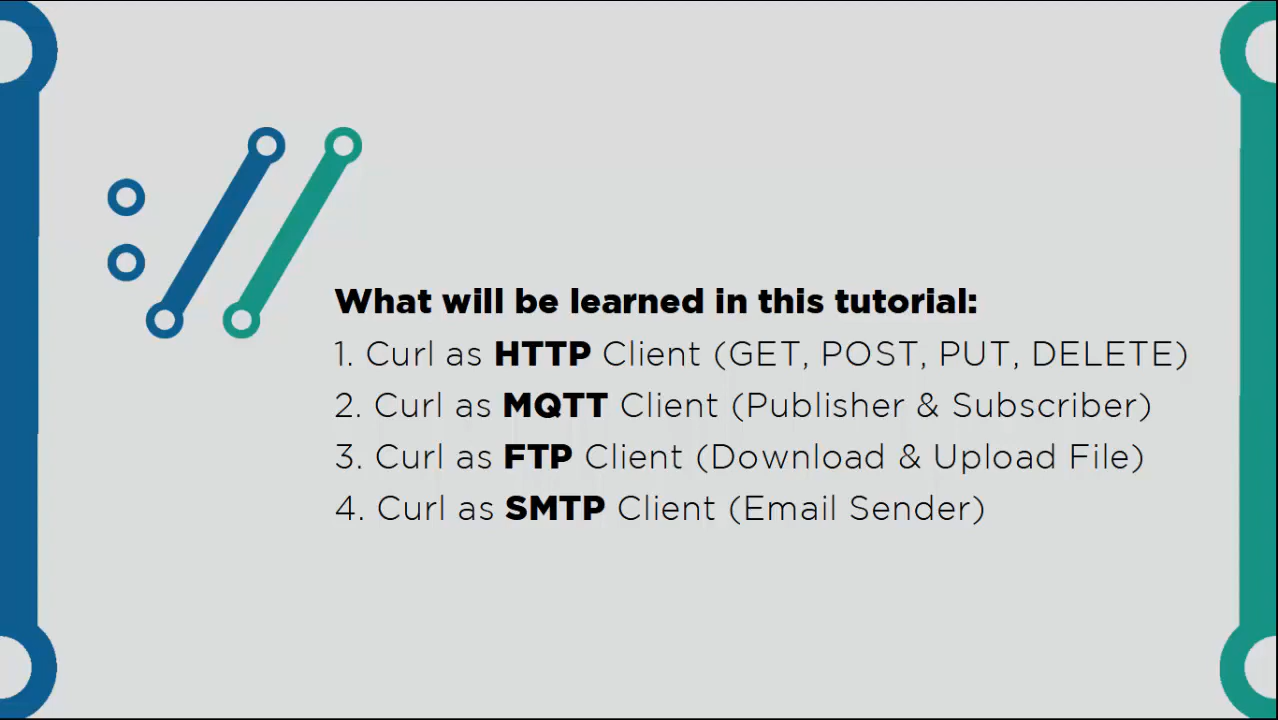 What will be learned in this tutorial:
1. Curl as HTTP Client (GET, POST, PUT, DELETE)
2. Curl as MQTT Client (Publisher & Subscriber)
3. Curl as FTP Client (Download & Upload File)
4. Curl as SMTP Client (Email Sender)